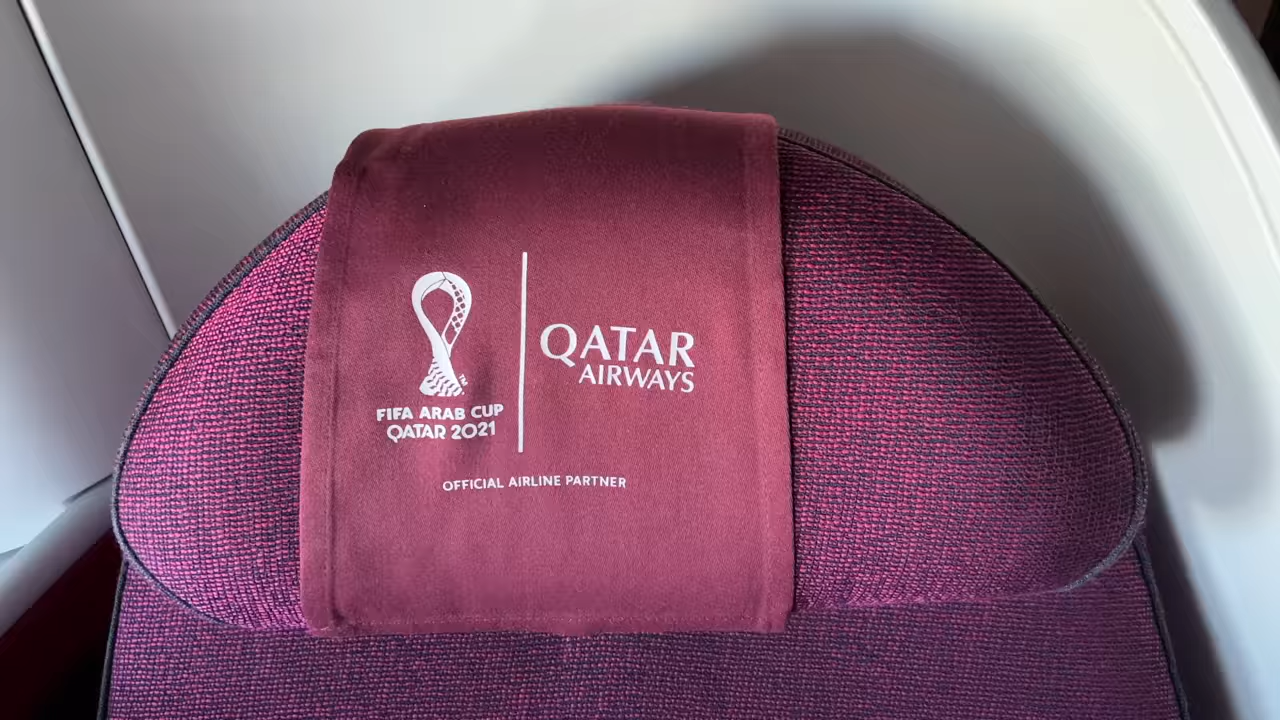 FIFA ARAB CUP
QATAR 2021
QATAR
AIRWAYS
OFFICIAL AIRLINE PARTNER